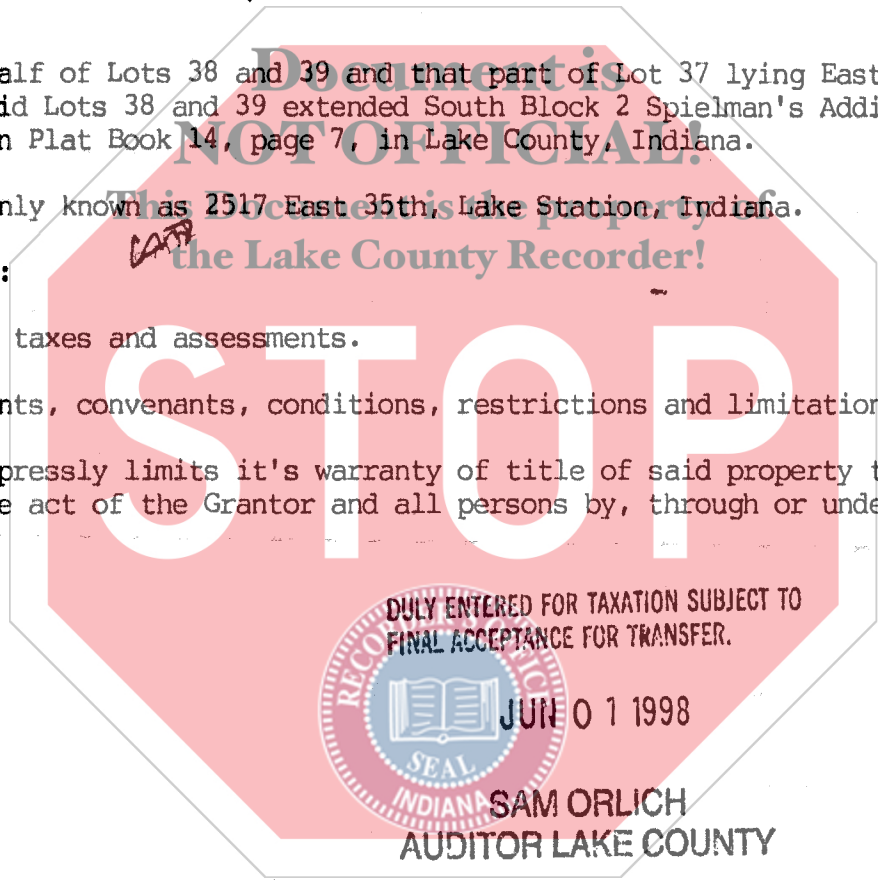 Document is
alf of Lots 38 and 39 and that part of Lot 37 lying East
id Lots 38 and 39 extended South Block 2 Spielman's Addi
NOT OFFICIAL!
n Plat Book 14, page 7, in Lake County, Indiana.
This Document is the property of
nly known as 2517 East 35th, Lake Station, Indiana.
the Lake County Recorder!
:
taxes and assessments.
STOP
nts, convenants, conditions, restrictions and limitation
pressly limits it's warranty of title of said property t
e act of the Grantor and all persons by, through or unde
DULY ENTERED FOR TAXATION SUBJECT TO
FINAL ACCEPTANCE FOR TRANSFER.
RECORDER'S OFFICE
JUN 0 1 1998
SEAL
INDIANA
SAM ORLICH
AUDITOR LAKE COUNTY